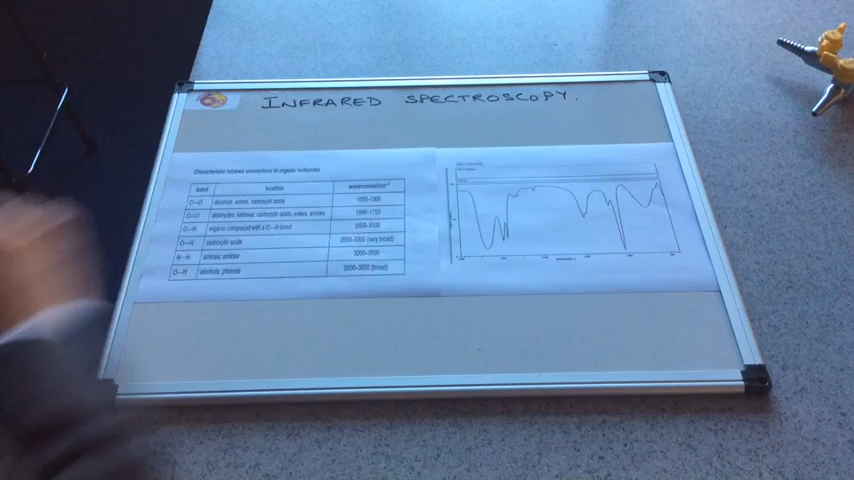 INFRARED SPECTROSCOPY.
Characteristic infrared absorptions in organic molecules
bond location wavenumber/cm⁻¹
C–O alcohols, esters, carboxylic acids 1000–1300
C=O aldehydes, ketones, carboxylic acids, esters, amides 1640–1750
C–H organic compound with a C–H bond 2850–3100
O–H carboxylic acids 2500–3300 (very broad)
N–H amines, amides 3200–3500
O–H alcohols, phenols 3200–3550 (broad)